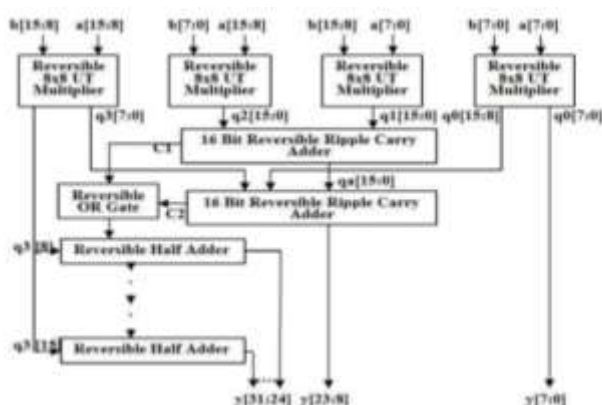 b[15:8] a[15:8] b[7:0] a[7:0] b[15:8] a[7:0] b[7:0] a[7:0]
Reversible 8x8 UT Multiplier
Reversible 8x8 UT Multiplier
Reversible 8x8 UT Multiplier
Reversible 8x8 UT Multiplier
q3[7:0] q2[15:0] q1[15:0] q0[15:8] q0[7:0]
C1
16 Bit Reversible Ripple Carry
Adder
qa[15:0]
Reversible
OR Gate
C2
16 Bit Reversible Ripple Carry
Adder
q3[8]
Reversible Half Adder
q3[15]
Reversible Half Adder
y[31:24] y[23:8] y[7:0]